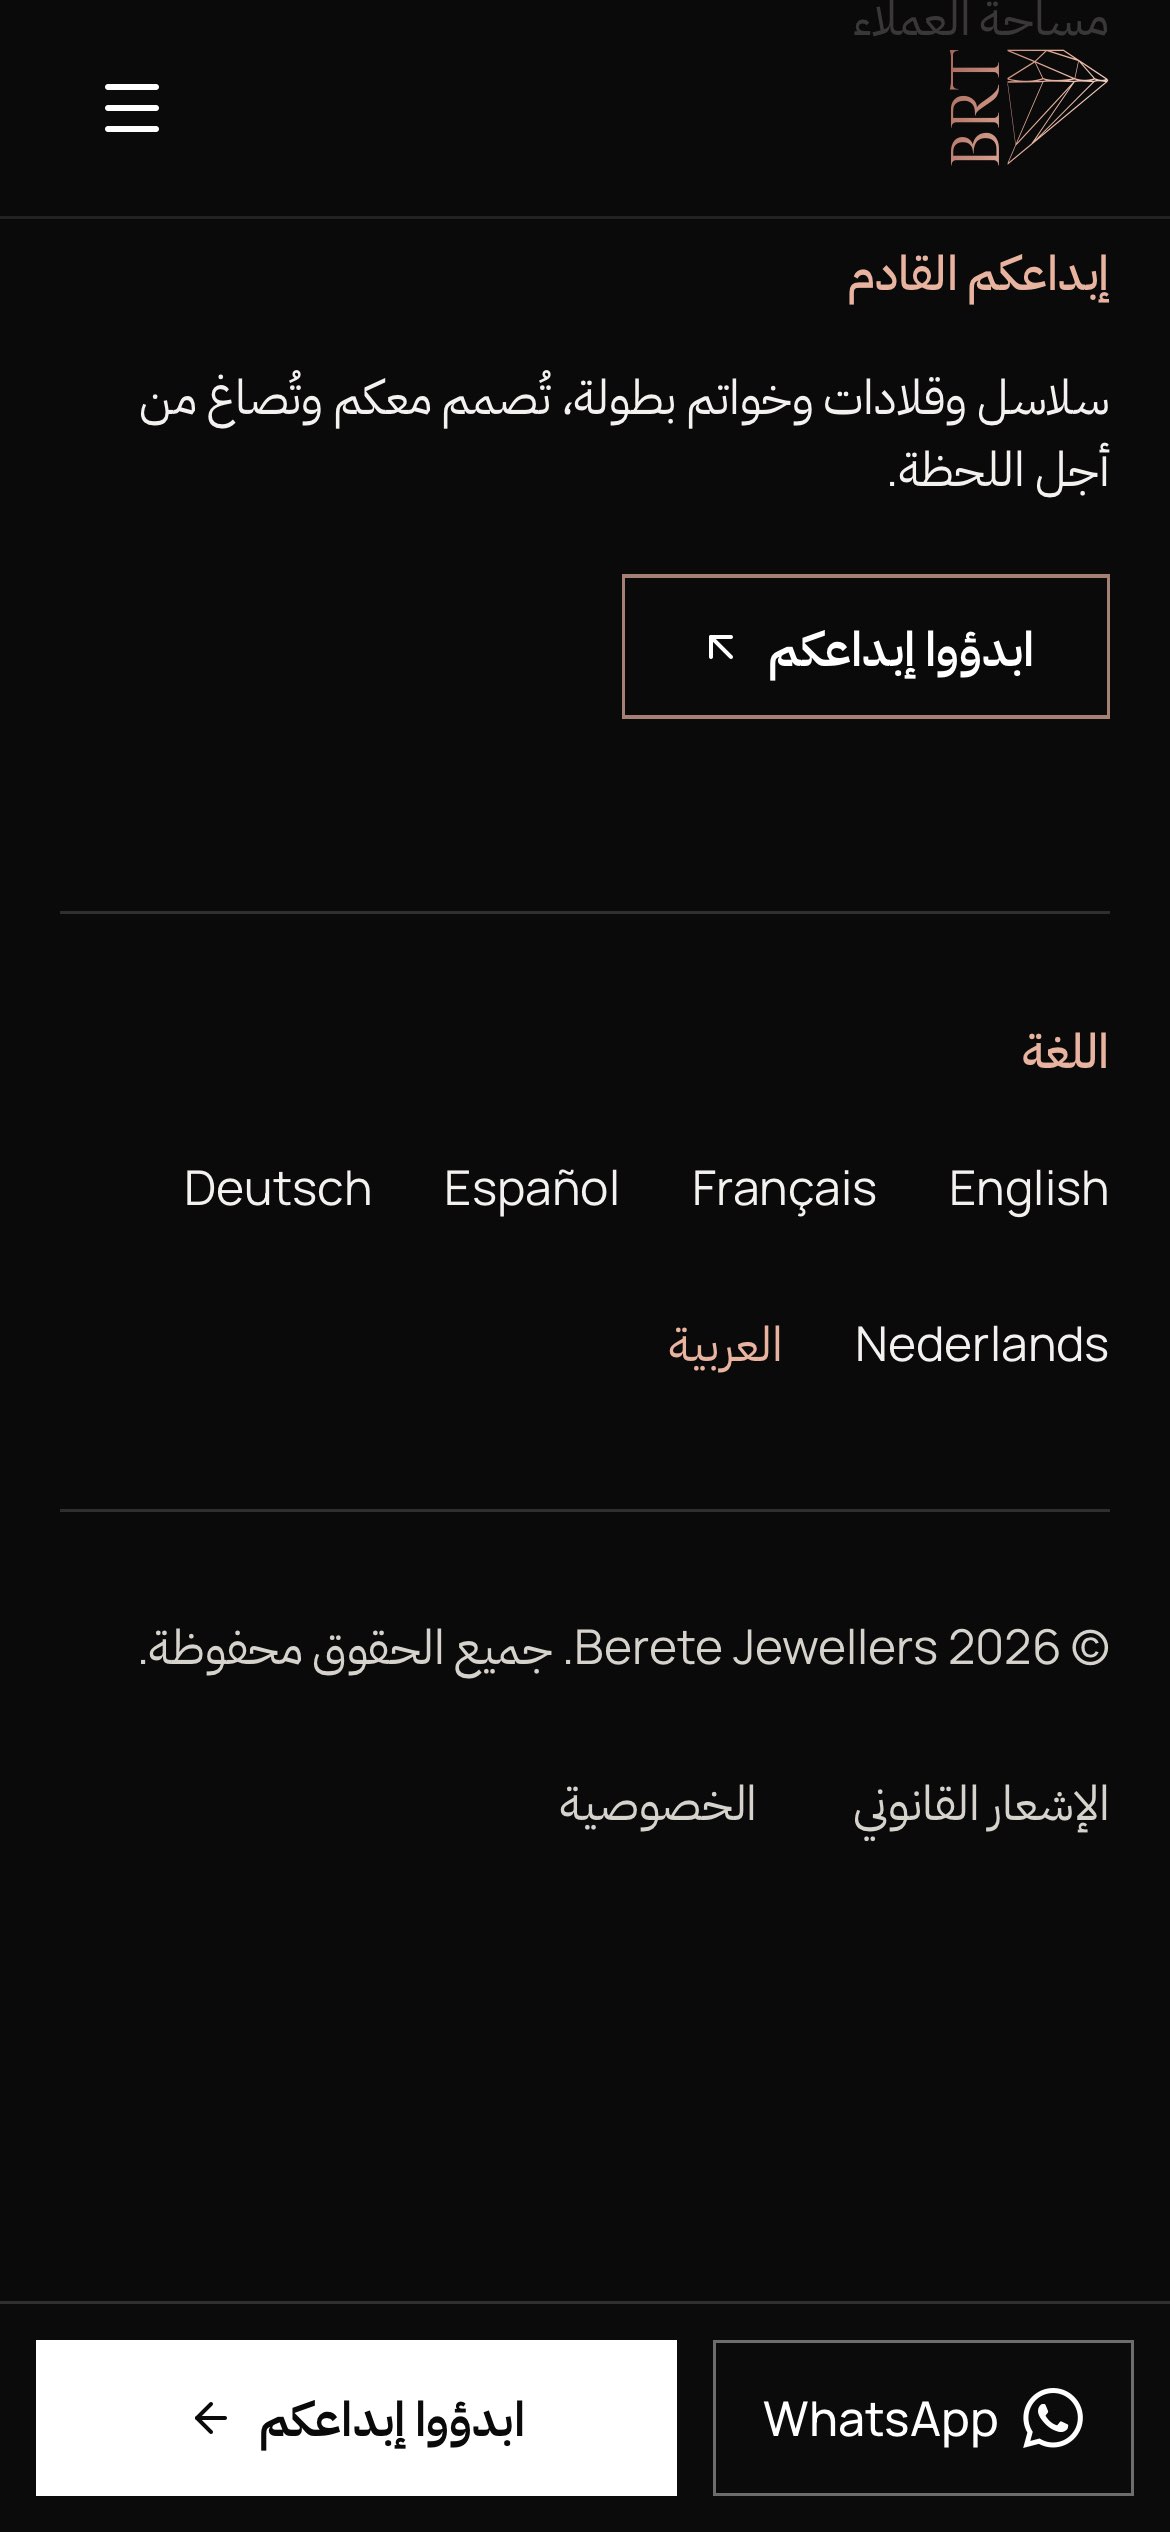 مساحة العملاء
BRT
إبداعكم القادم
سلاسل وقلادات وخواتم بطولة، تُصمم معكم وتُصاغ من
أجل اللحظة.
ابدؤوا إبداعكم
اللغة
English Français Español Deutsch
Nederlands العربية
© 2026 Berete Jewellers. جميع الحقوق محفوظة.
الإشعار القانوني الخصوصية
WhatsApp ابدؤوا إبداعكم